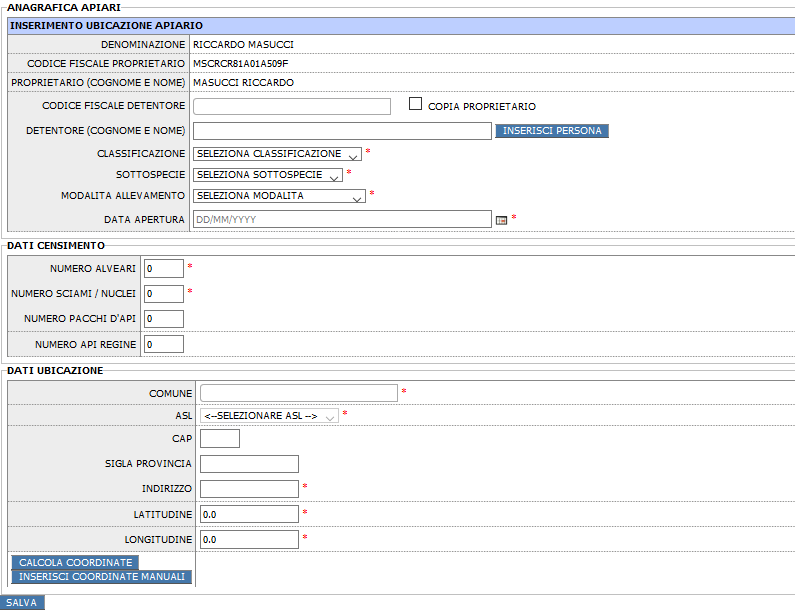 ANAGRAFICA APIARI
INSERIMENTO UBICAZIONE APIARIO
DENOMINAZIONE RICCARDO MASUCCI
CODICE FISCALE PROPRIETARIO MSCRCR81A01A509F
PROPRIETARIO (COGNOME E NOME) MASUCCI RICCARDO
CODICE FISCALE DETENTORE COPIA PROPRIETARIO
DETENTORE (COGNOME E NOME) INSERISCI PERSONA
CLASSIFICAZIONE SELEZIONA CLASSIFICAZIONE *
SOTTOSPECIE SELEZIONA SOTTOSPECIE *
MODALITA ALLEVAMENTO SELEZIONA MODALITA *
DATA APERTURA DD/MM/YYYY *
DATI CENSIMENTO
NUMERO ALVEARI 0 *
NUMERO SCIAMI / NUCLEI 0 *
NUMERO PACCHI D'API 0
NUMERO API REGINE 0
DATI UBICAZIONE
COMUNE *
ASL <--SELEZIONARE ASL --> *
CAP
SIGLA PROVINCIA
INDIRIZZO *
LATITUDINE 0.0 *
LONGITUDINE 0.0 *
CALCOLA COORDINATE
INSERISCI COORDINATE MANUALI
SALVA